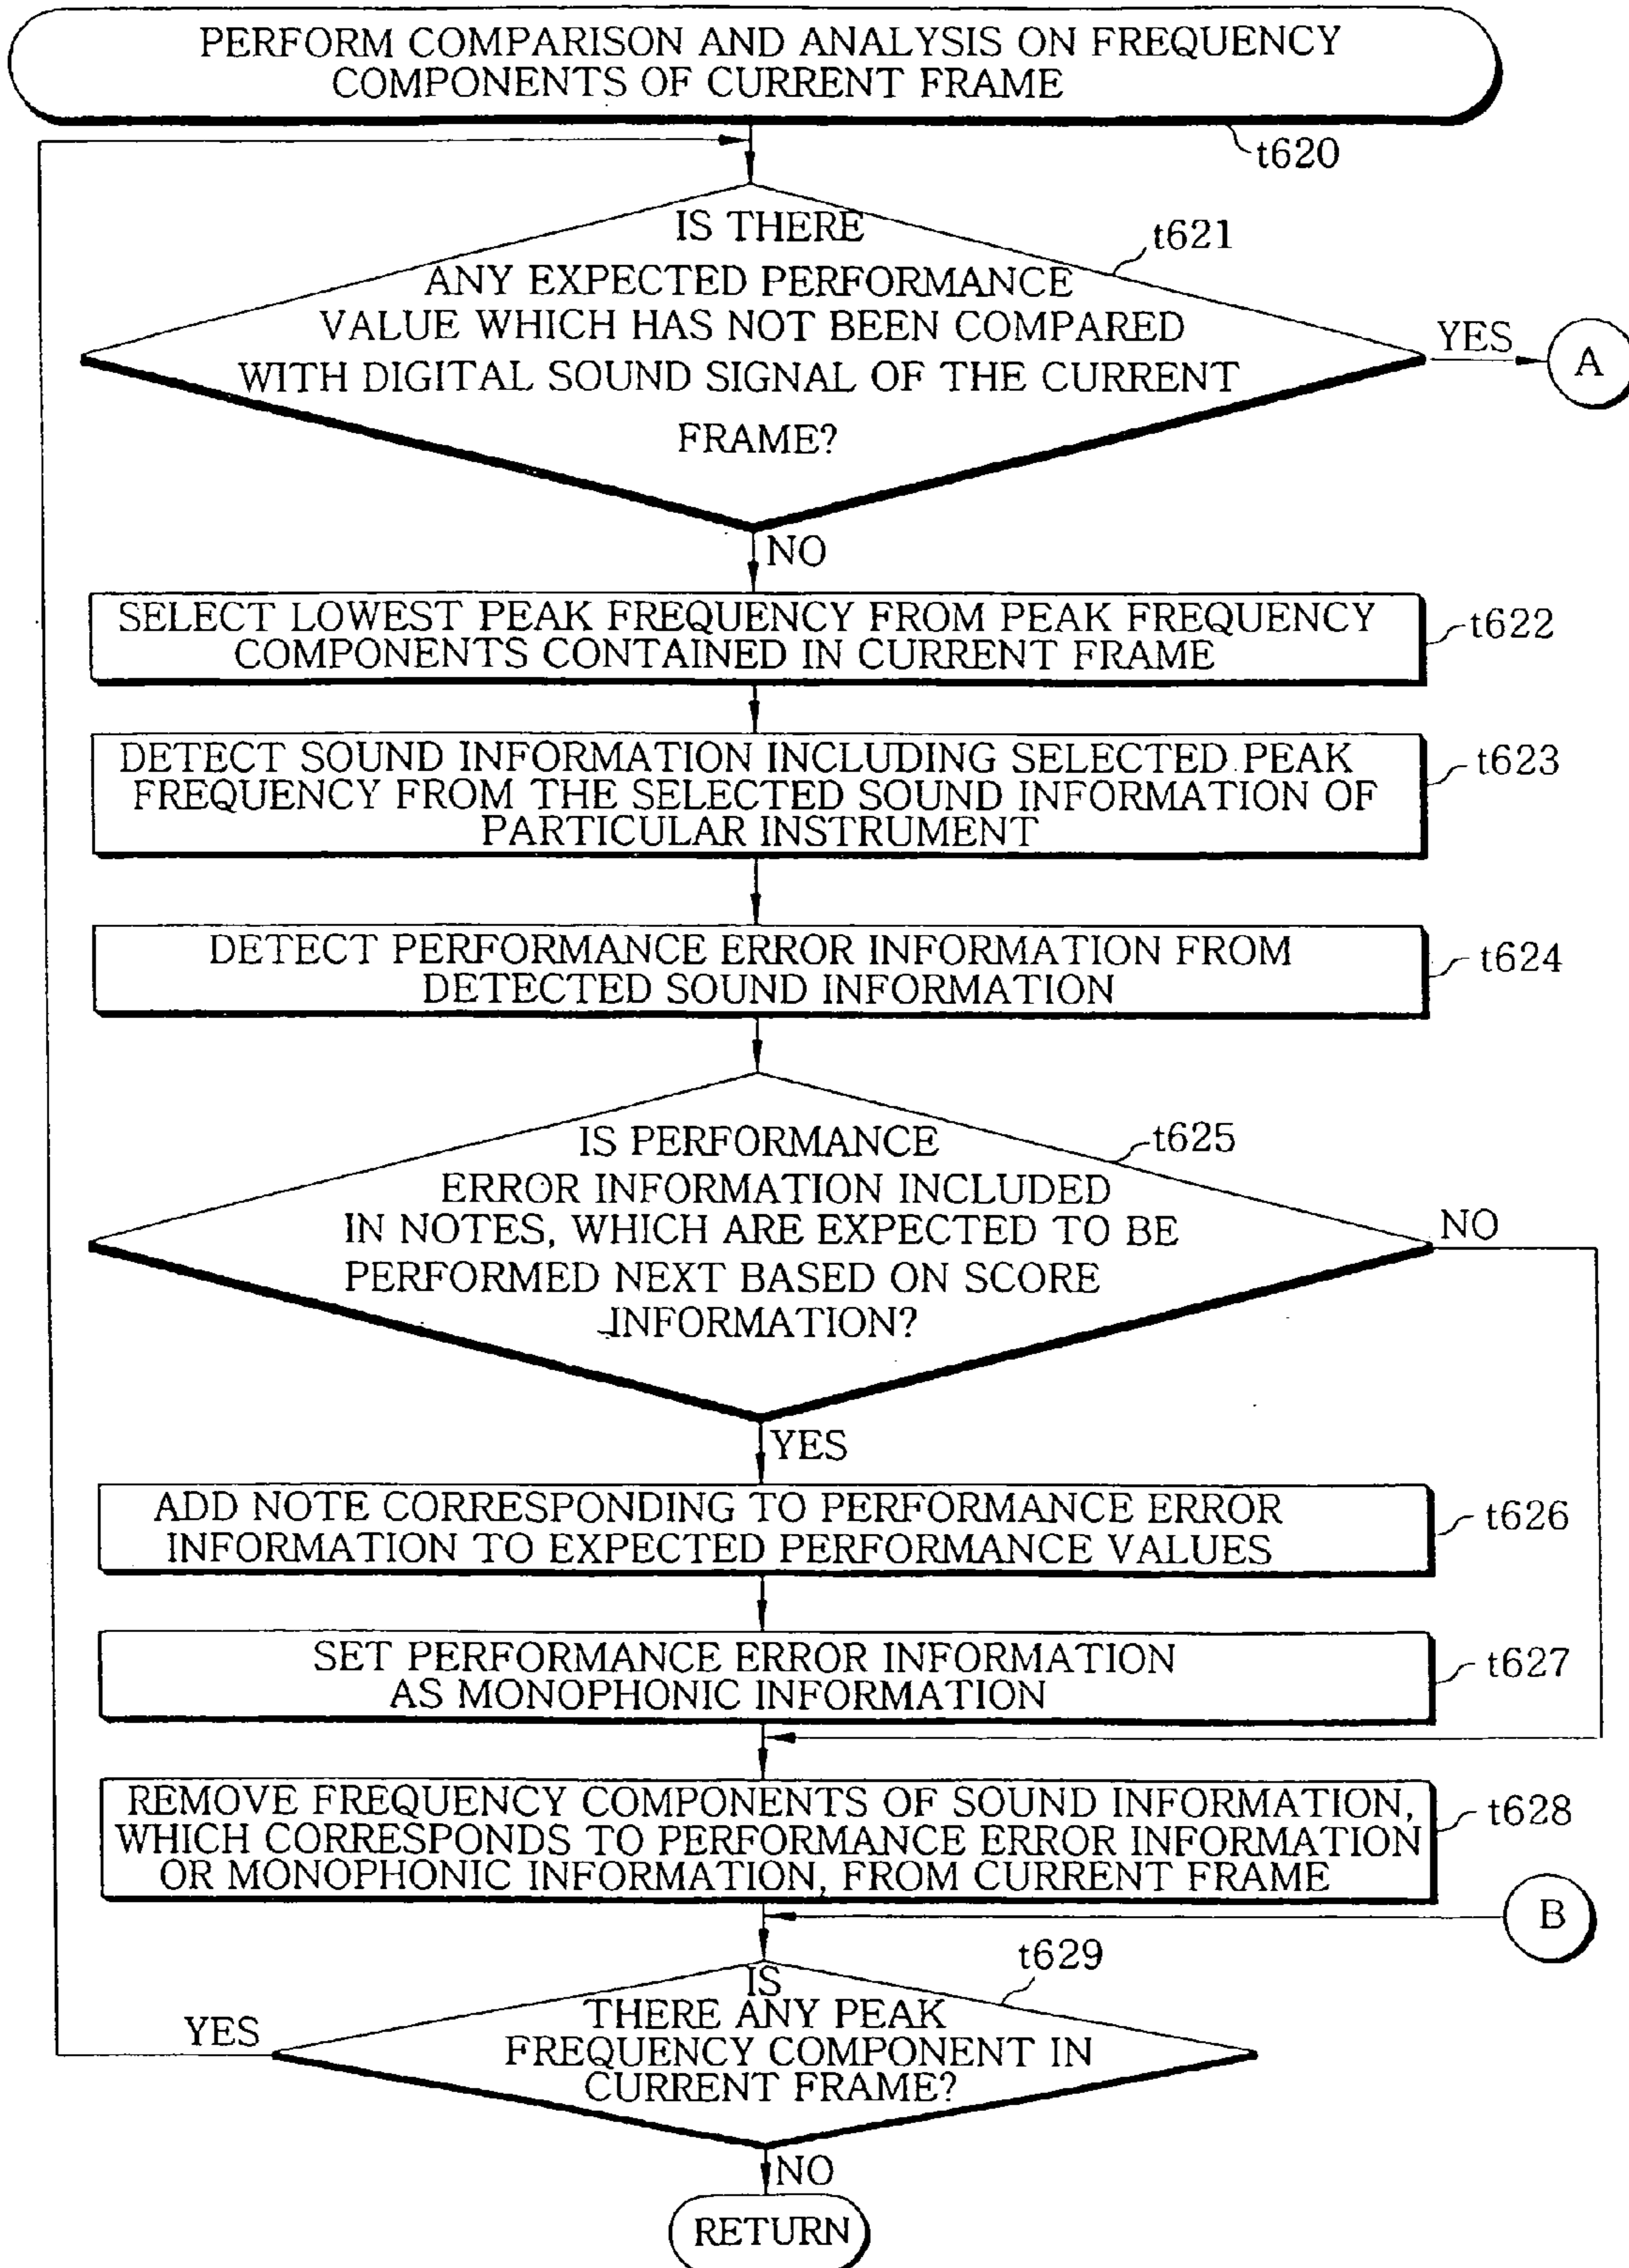 PERFORM COMPARISON AND ANALYSIS ON FREQUENCY
COMPONENTS OF CURRENT FRAME
t620
IS THERE
t621
ANY EXPECTED PERFORMANCE
VALUE WHICH HAS NOT BEEN COMPARED
YES
A
WITH DIGITAL SOUND SIGNAL OF THE CURRENT
FRAME?
NO
SELECT LOWEST PEAK FREQUENCY FROM PEAK FREQUENCY
COMPONENTS CONTAINED IN CURRENT FRAME
t622
DETECT SOUND INFORMATION INCLUDING SELECTED PEAK
FREQUENCY FROM THE SELECTED SOUND INFORMATION OF
PARTICULAR INSTRUMENT
t623
DETECT PERFORMANCE ERROR INFORMATION FROM
DETECTED SOUND INFORMATION
t624
IS PERFORMANCE
t625
ERROR INFORMATION INCLUDED
IN NOTES, WHICH ARE EXPECTED TO BE
NO
PERFORMED NEXT BASED ON SCORE
INFORMATION?
YES
ADD NOTE CORRESPONDING TO PERFORMANCE ERROR
INFORMATION TO EXPECTED PERFORMANCE VALUES
t626
SET PERFORMANCE ERROR INFORMATION
AS MONOPHONIC INFORMATION
t627
REMOVE FREQUENCY COMPONENTS OF SOUND INFORMATION,
WHICH CORRESPONDS TO PERFORMANCE ERROR INFORMATION
OR MONOPHONIC INFORMATION, FROM CURRENT FRAME
t628
B
t629
IS
THERE ANY PEAK
YES
FREQUENCY COMPONENT IN
CURRENT FRAME?
NO
RETURN